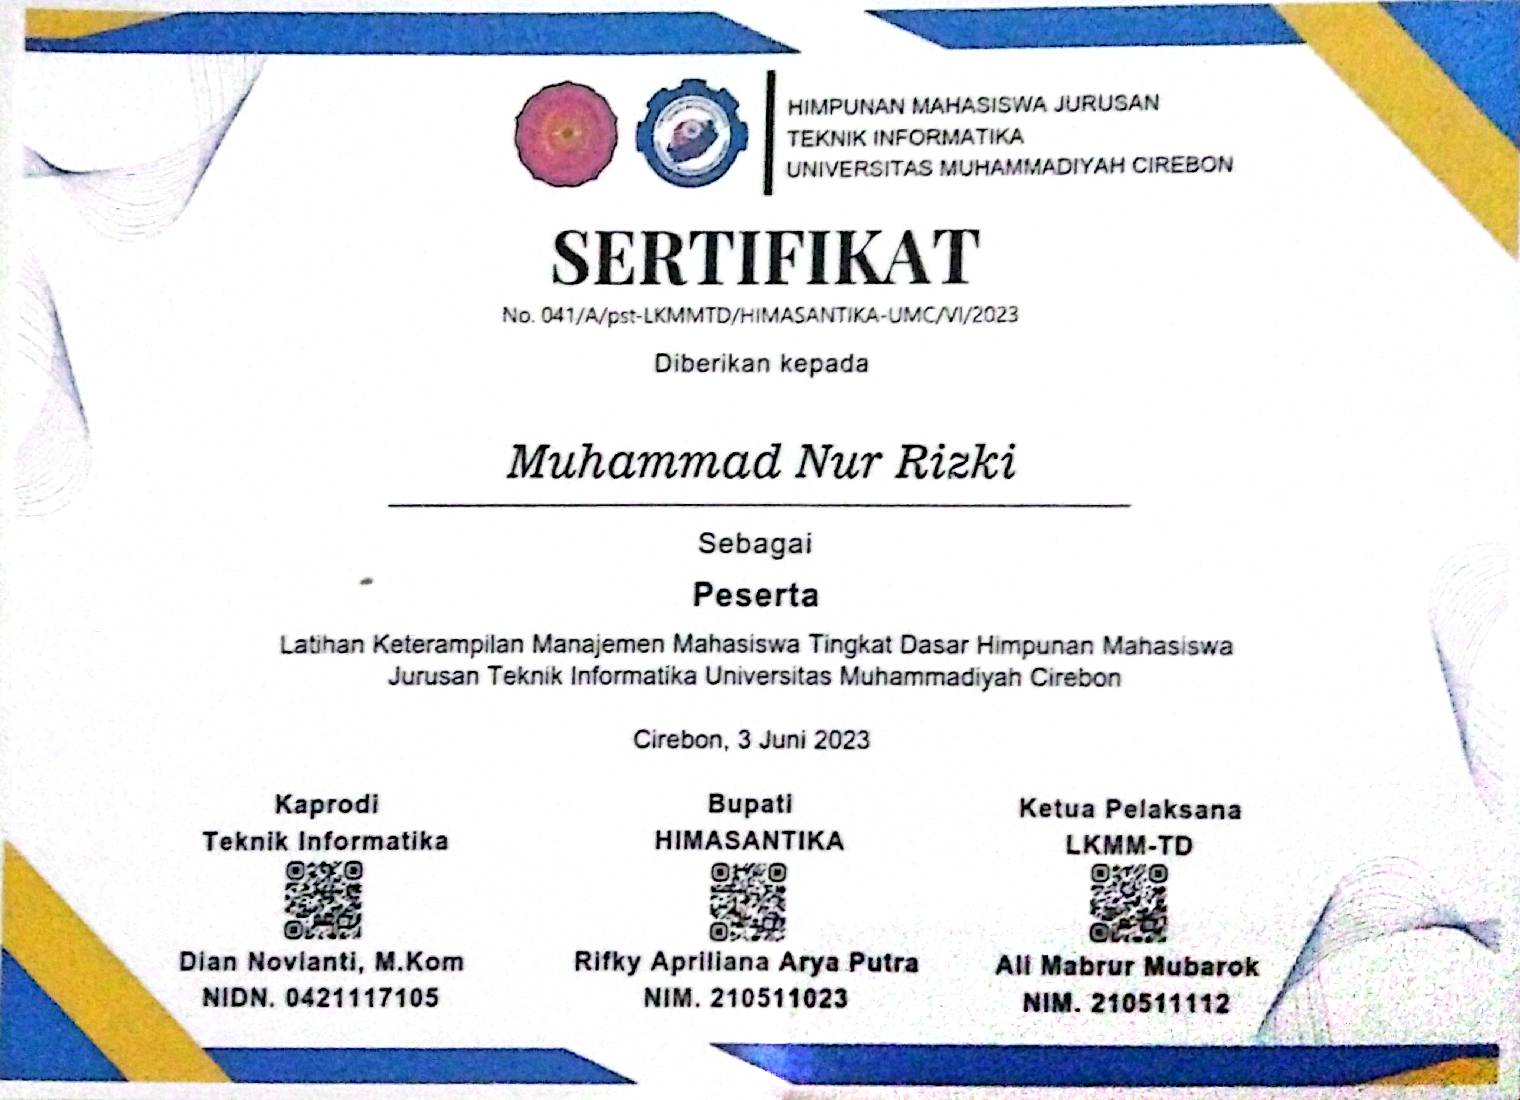 HIMPUNAN MAHASISWA JURUSAN
TEKNIK INFORMATIKA
UNIVERSITAS MUHAMMADIYAH CIREBON
SERTIFIKAT
No. 041/A/pst-LKMMTD/HIMASANTIKA-UMC/VI/2023
Diberikan kepada
Muhammad Nur Rizki
Sebagai
Peserta
Latihan Keterampilan Manajemen Mahasiswa Tingkat Dasar Himpunan Mahasiswa
Jurusan Teknik Informatika Universitas Muhammadiyah Cirebon
Cirebon, 3 Juni 2023
Kaprodi
Teknik Informatika
Dian Novianti, M.Kom
NIDN. 0421117105
Bupati
HIMASANTIKA
Rifky Apriliana Arya Putra
NIM. 210511023
Ketua Pelaksana
LKMM-TD
Ali Mabrur Mubarok
NIM. 210511112